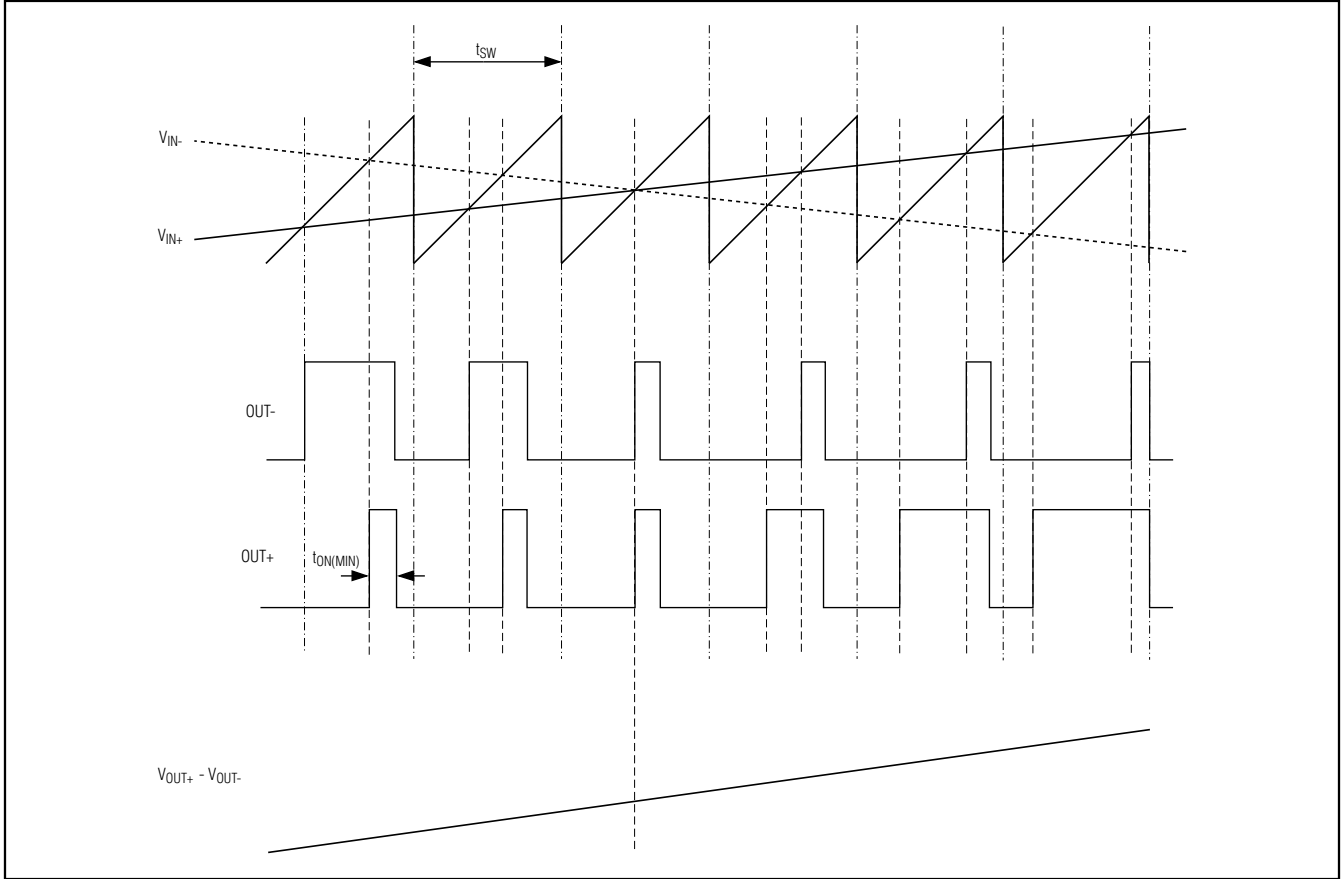 tSW
VIN-
VIN+
OUT-
OUT+
tON(MIN)
VOUT+ - VOUT-